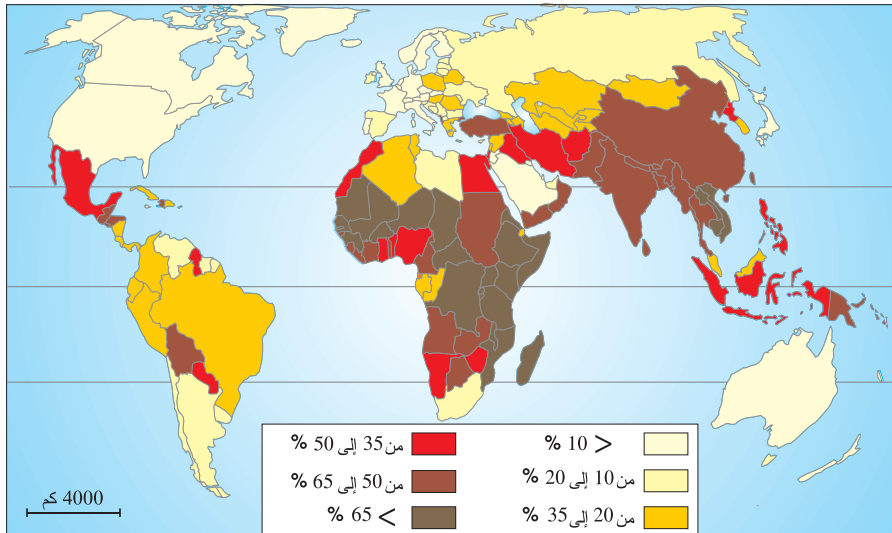 % 10 >
من 10 إلى 20 %
من 20 إلى 35 %
من 35 إلى 50 %
من 50 إلى 65 %
% 65 <
4000 كم